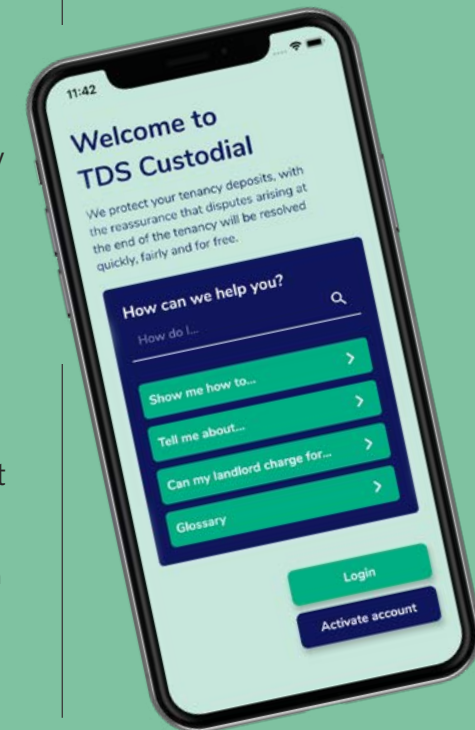 11:42
Welcome to
TDS Custodial
We protect your tenancy deposits, with
the reassurance that disputes arising at
the end of the tenancy will be resolved
quickly, fairly and for free.
How can we help you?
How do I...
Show me how to...
Tell me about...
Can my landlord charge for...
Glossary
Login
Activate account